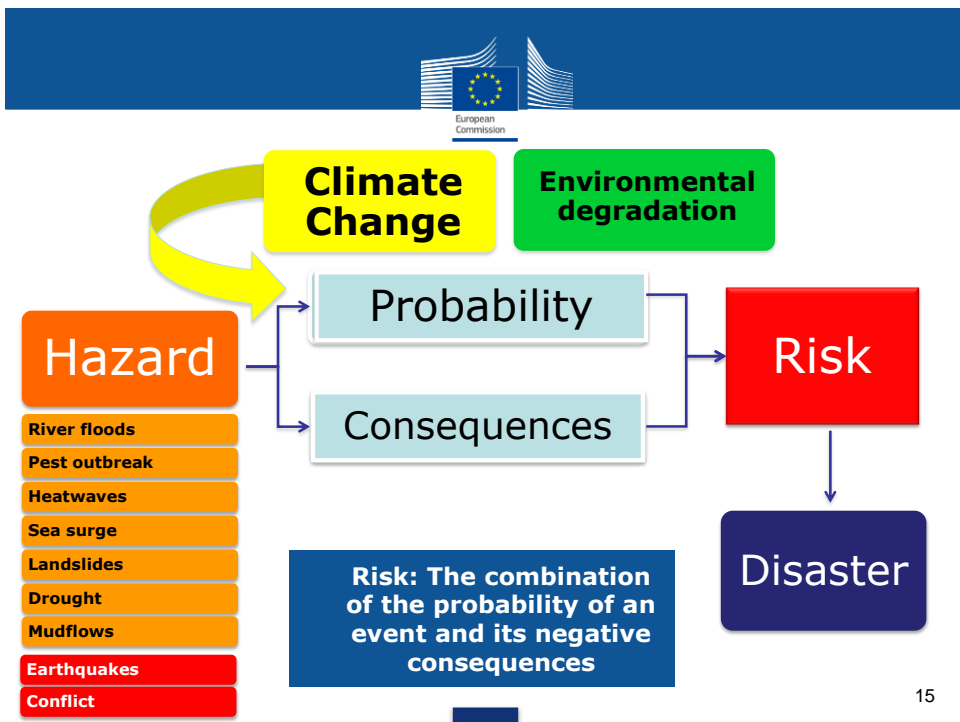 European
Commission
Climate
Change
Environmental
degradation
Probability
Hazard
Risk
Consequences
River floods
Pest outbreak
Heatwaves
Sea surge
Landslides
Drought
Mudflows
Earthquakes
Conflict
Risk: The combination
of the probability of an
event and its negative
consequences
Disaster
15